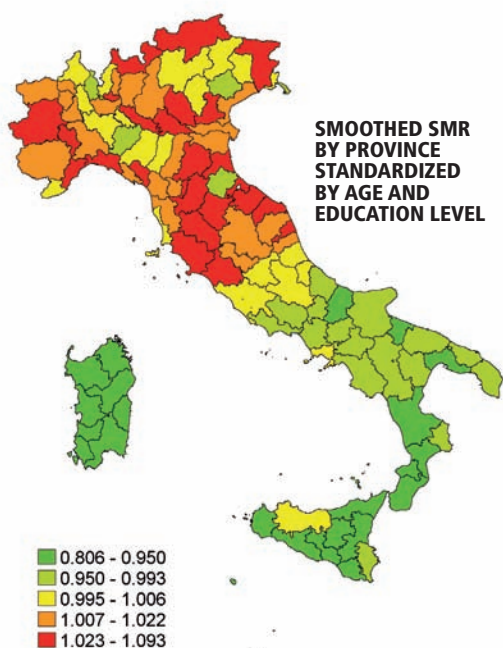 SMOOTHED SMR
BY PROVINCE
STANDARDIZED
BY AGE AND
EDUCATION LEVEL
0.806 - 0.950
0.950 - 0.993
0.995 - 1.006
1.007 - 1.022
1.023 - 1.093